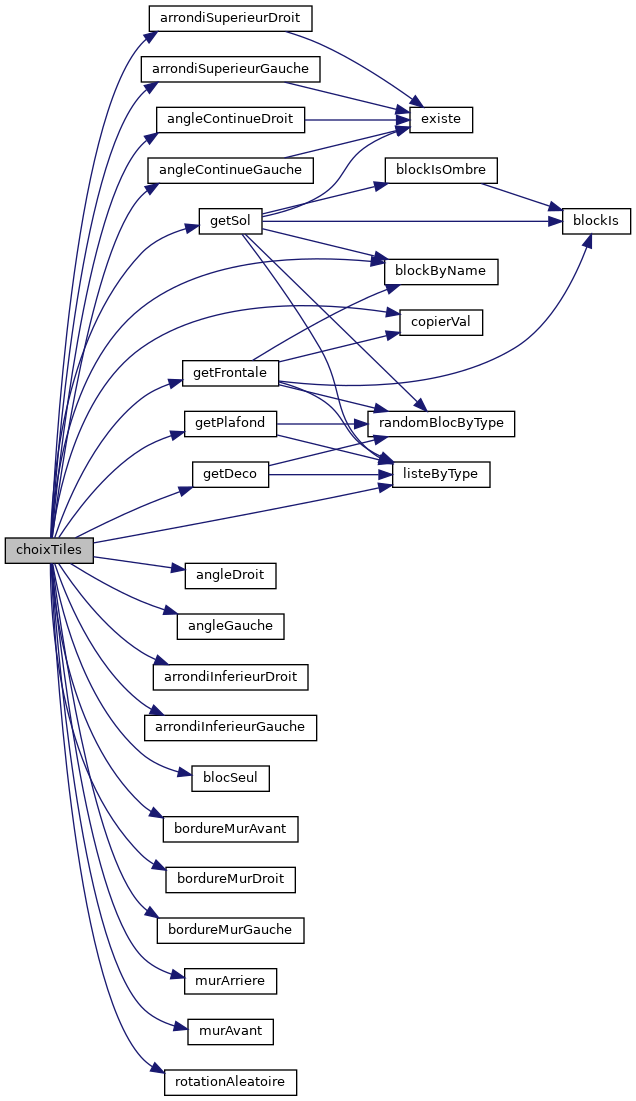 arrondiSuperieurDroit
arrondiSuperieurGauche
angleContinueDroit
existe
angleContinueGauche
blockIsOmbre
getSol
blockIs
blockByName
copierVal
getFrontale
getPlafond
randomBlocByType
getDeco
listeByType
choixTiles
angleDroit
angleGauche
arrondiInferieurDroit
arrondiInferieurGauche
blocSeul
bordureMurAvant
bordureMurDroit
bordureMurGauche
murArriere
murAvant
rotationAleatoire